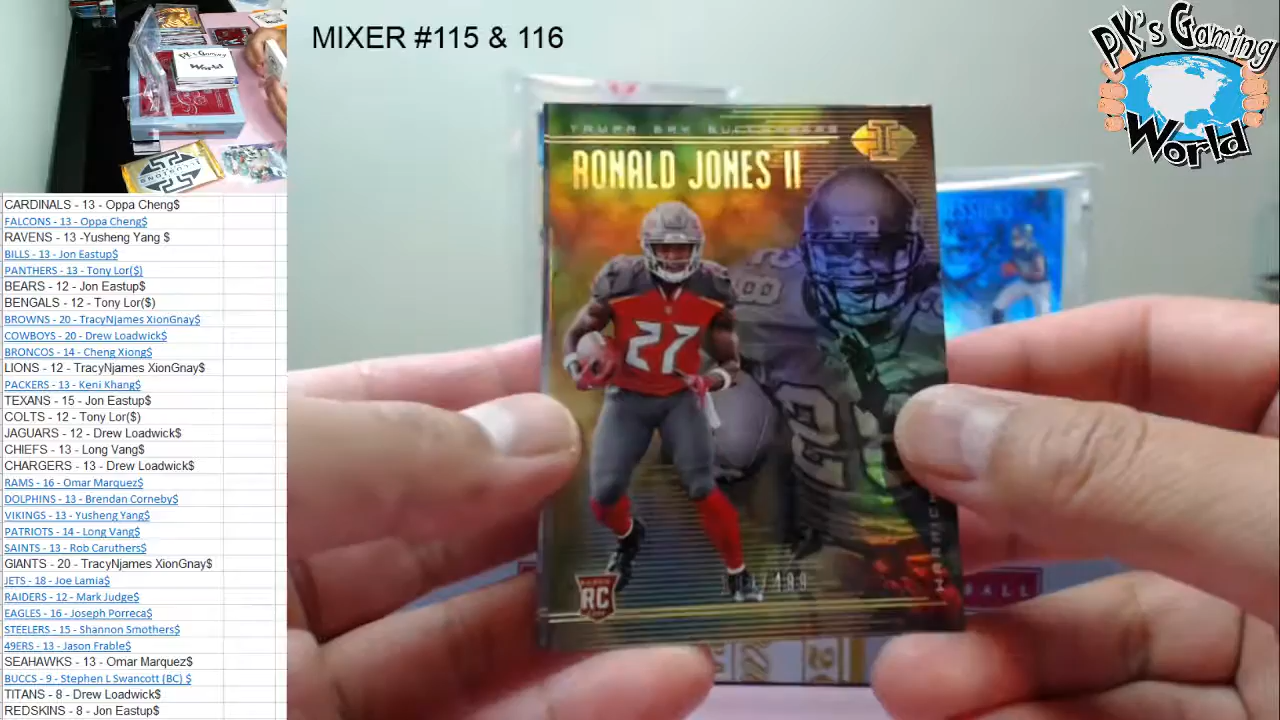 MIXER #115 & 116
PK's Gaming
World
CARDINALS - 13 - Oppa Cheng$
FALCONS - 13 - Oppa Cheng$
RAVENS - 13 -Yusheng Yang $
BILLS - 13 - Jon Eastup$
PANTHERS - 13 - Tony Lor($)
BEARS - 12 - Jon Eastup$
BENGALS - 12 - Tony Lor($)
BROWNS - 20 - TracyNjames XionGnay$
COWBOYS - 20 - Drew Loadwick$
BRONCOS - 14 - Cheng Xiong$
LIONS - 12 - TracyNjames XionGnay$
PACKERS - 13 - Keni Khang$
TEXANS - 15 - Jon Eastup$
COLTS - 12 - Tony Lor($)
JAGUARS - 12 - Drew Loadwick$
CHIEFS - 13 - Long Vang$
CHARGERS - 13 - Drew Loadwick$
RAMS - 16 - Omar Marquez$
DOLPHINS - 13 - Brendan Corneby$
VIKINGS - 13 - Yusheng Yang$
PATRIOTS - 14 - Long Vang$
SAINTS - 13 - Rob Caruthers$
GIANTS - 20 - TracyNjames XionGnay$
JETS - 18 - Joe Lamia$
RAIDERS - 12 - Mark Judge$
EAGLES - 16 - Joseph Porreca$
STEELERS - 15 - Shannon Smothers$
49ERS - 13 - Jason Frable$
SEAHAWKS - 13 - Omar Marquez$
BUCCS - 9 - Stephen L Swancott (BC) $
TITANS - 8 - Drew Loadwick$
REDSKINS - 8 - Jon Eastup$
TAMPA BAY BUCCANEERS
I
RONALD JONES II
27
RC